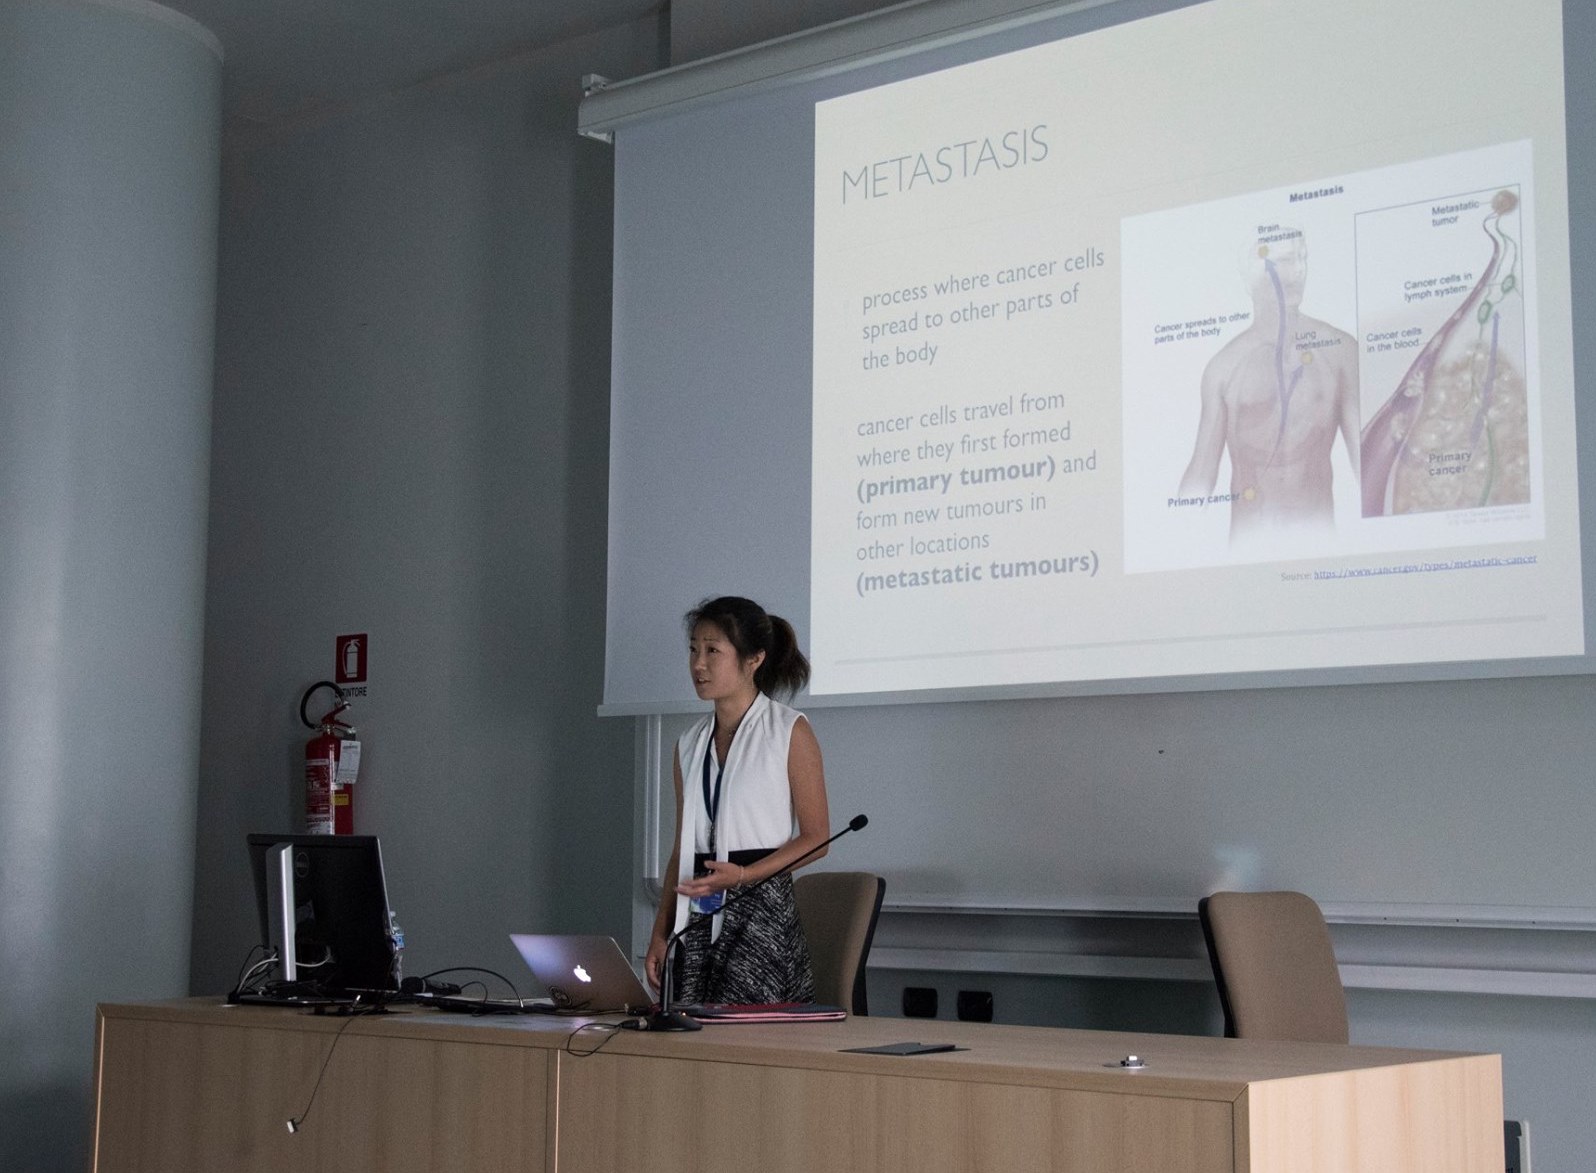 METASTASIS
process where cancer cells
spread to other parts of
the body
cancer cells travel from
where they first formed
(primary tumour) and
form new tumours in
other locations
(metastatic tumours)
Metastasis
Brain
metastasis
Cancer spreads to other
parts of the body
Lung
metastasis
Primary cancer
Metastatic
tumor
Cancer cells in
lymph system
Cancer cells
in the blood
Primary
cancer
Source: https://www.cancer.gov/types/metastatic-cancer
ESTINTORE
DELL